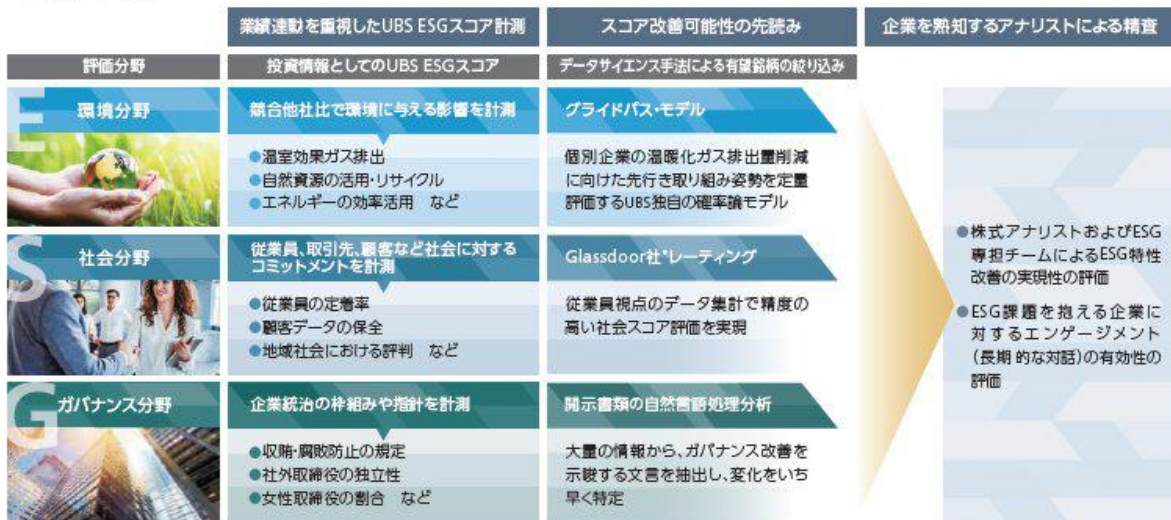 業績連動を重視したUBS ESGスコア計測
スコア改善可能性の先読み
企業を熟知するアナリストによる精査
評価分野
投資情報としてのUBS ESGスコア
データサイエンス手法による有望銘柄の絞り込み
E
環境分野
競合他社比で環境に与える影響を計測
●温室効果ガス排出
●自然資源の活用・リサイクル
●エネルギーの効率活用 など
グライドパス・モデル
個別企業の温暖化ガス排出量削減
に向けた先行き取り組み姿勢を定量
評価するUBS独自の確率論モデル
S
社会分野
従業員、取引先、顧客など社会に対する
コミットメントを計測
●従業員の定着率
●顧客データの保全
●地域社会における評判 など
Glassdoor社*レーティング
従業員視点のデータ集計で精度の
高い社会スコア評価を実現
G
ガバナンス分野
企業統治の枠組みや指針を計測
●収賄・腐敗防止の規定
●社外取締役の独立性
●女性取締役の割合 など
開示書類の自然言語処理分析
大量の情報から、ガバナンス改善を
示唆する文言を抽出し、変化をいち
早く特定
●株式アナリストおよびESG
専担チームによるESG特性
改善の実現性の評価
●ESG課題を抱える企業に
対するエンゲージメント
(長期的な対話)の有効性の
評価